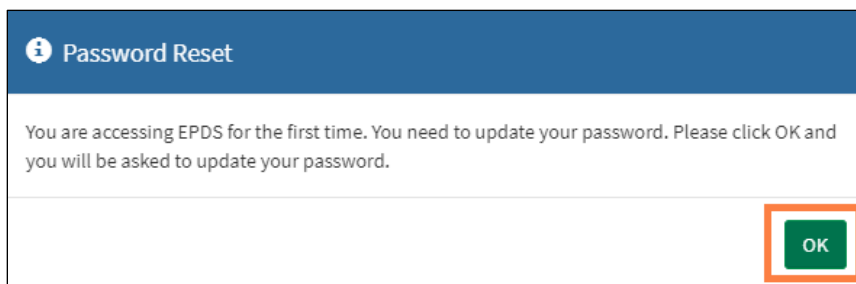 Password Reset
You are accessing EPDS for the first time. You need to update your password. Please click OK and
you will be asked to update your password.
OK